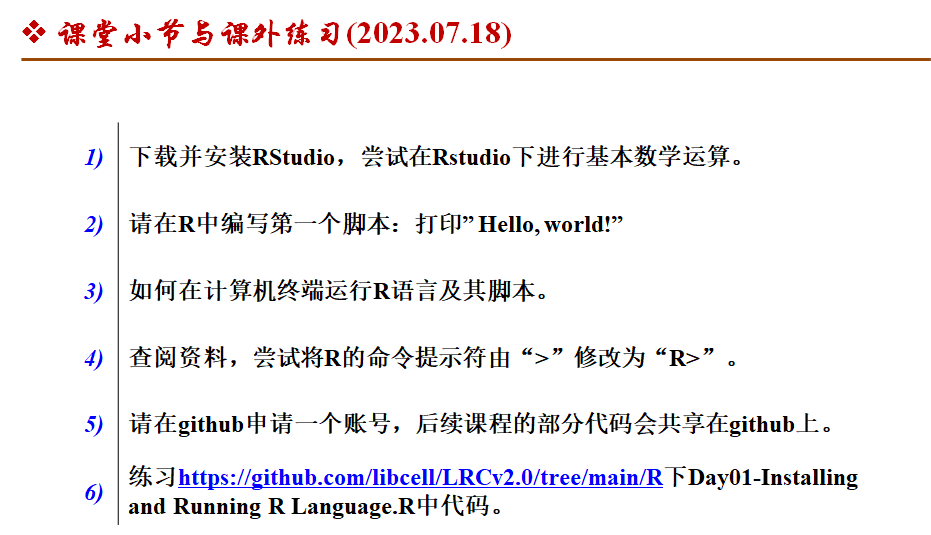 ❖ 课堂小节与课外练习(2023.07.18)
1) 下载并安装RStudio，尝试在Rstudio下进行基本数学运算。
2) 请在R中编写第一个脚本：打印” Hello, world!”
3) 如何在计算机终端运行R语言及其脚本。
4) 查阅资料，尝试将R的命令提示符由“>”修改为“R>”。
5) 请在github申请一个账号，后续课程的部分代码会共享在github上。
6) 练习https://github.com/libcell/LRCv2.0/tree/main/R下Day01-Installing
and Running R Language.R中代码。